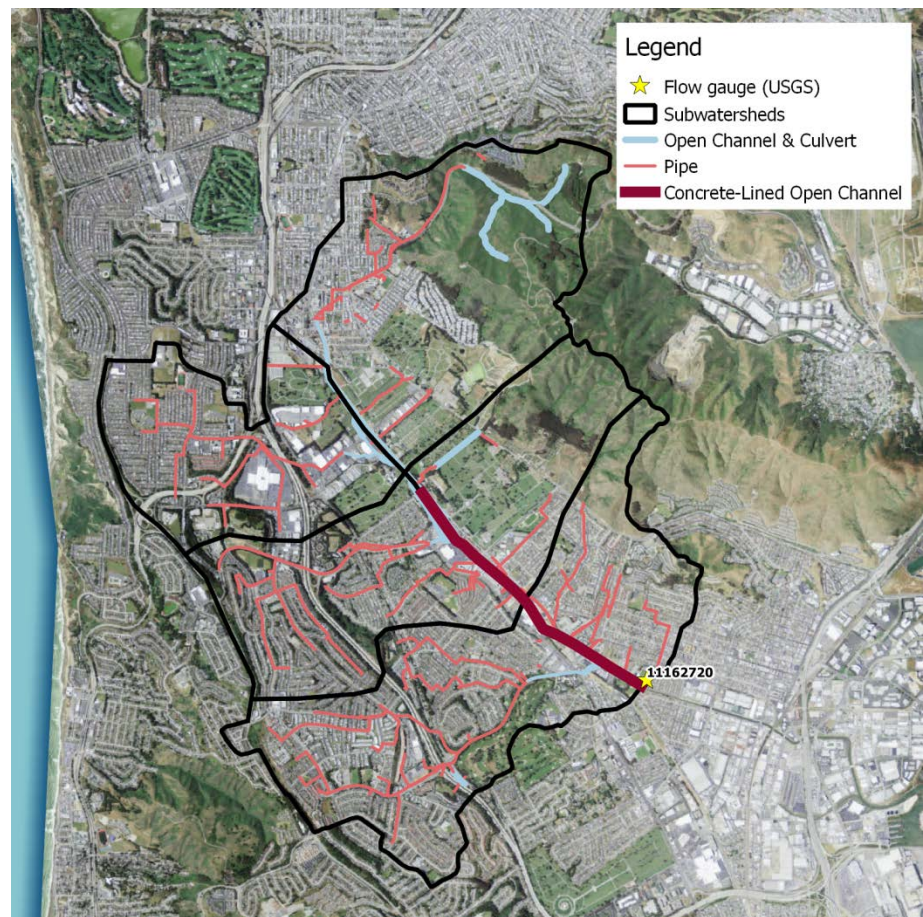 Legend
Flow gauge (USGS)
Subwatersheds
Open Channel & Culvert
Pipe
Concrete-Lined Open Channel
11162720